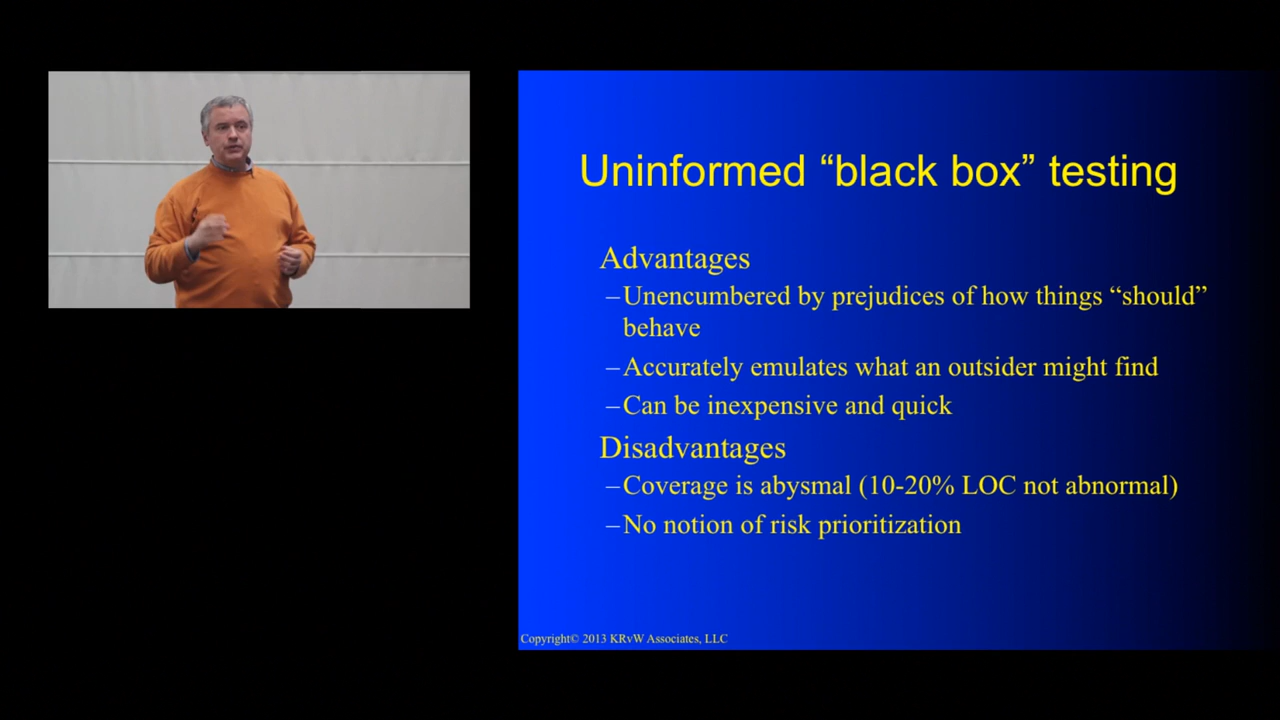 Uninformed “black box” testing
Advantages
–Unencumbered by prejudices of how things “should”
behave
–Accurately emulates what an outsider might find
–Can be inexpensive and quick
Disadvantages
–Coverage is abysmal (10-20% LOC not abnormal)
–No notion of risk prioritization
Copyright© 2013 KRvW Associates, LLC